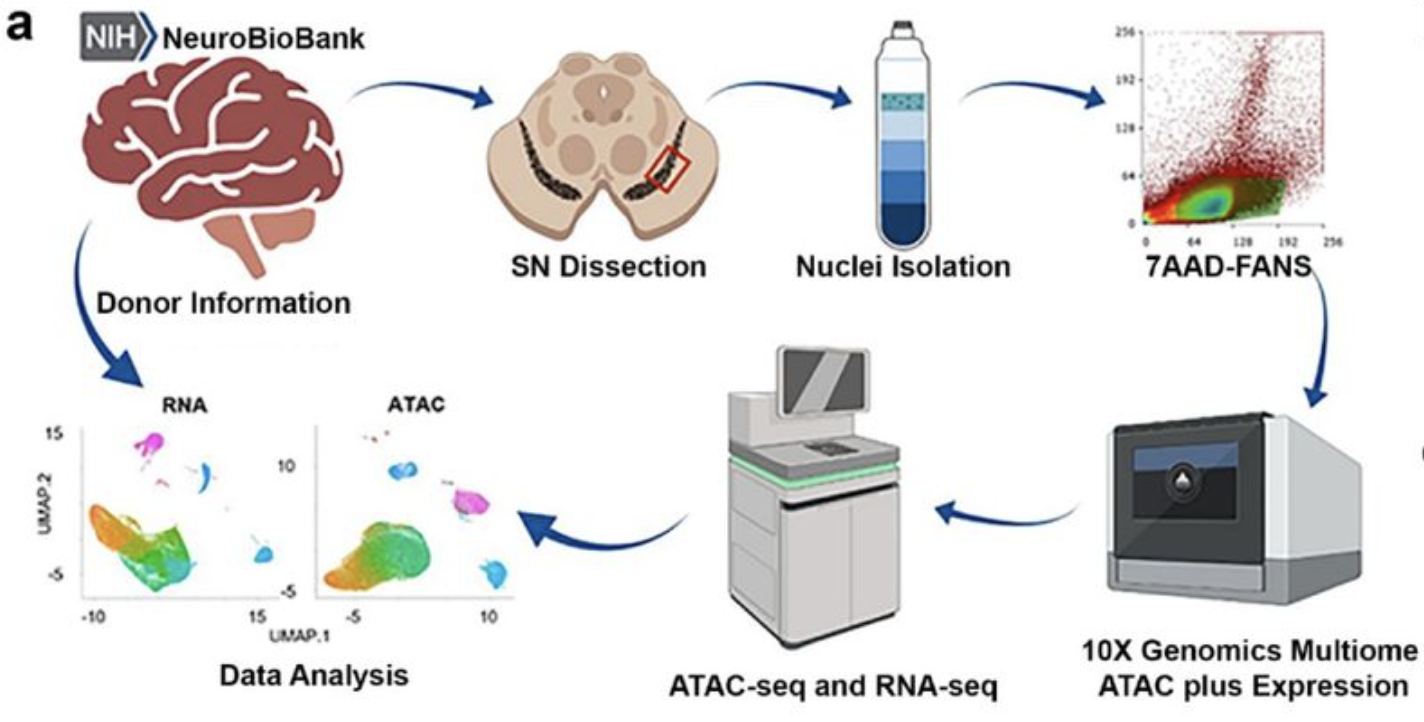 a
NIH NeuroBioBank
Donor Information
SN Dissection
Nuclei Isolation
256
192
128
64
0
0 64 128 192 256
7AAD-FANS
10X Genomics Multiome
ATAC plus Expression
ATAC-seq and RNA-seq
RNA
ATAC
15
-5
UMAP.2
-10 15
10
-5
-5 10
UMAP.1
Data Analysis